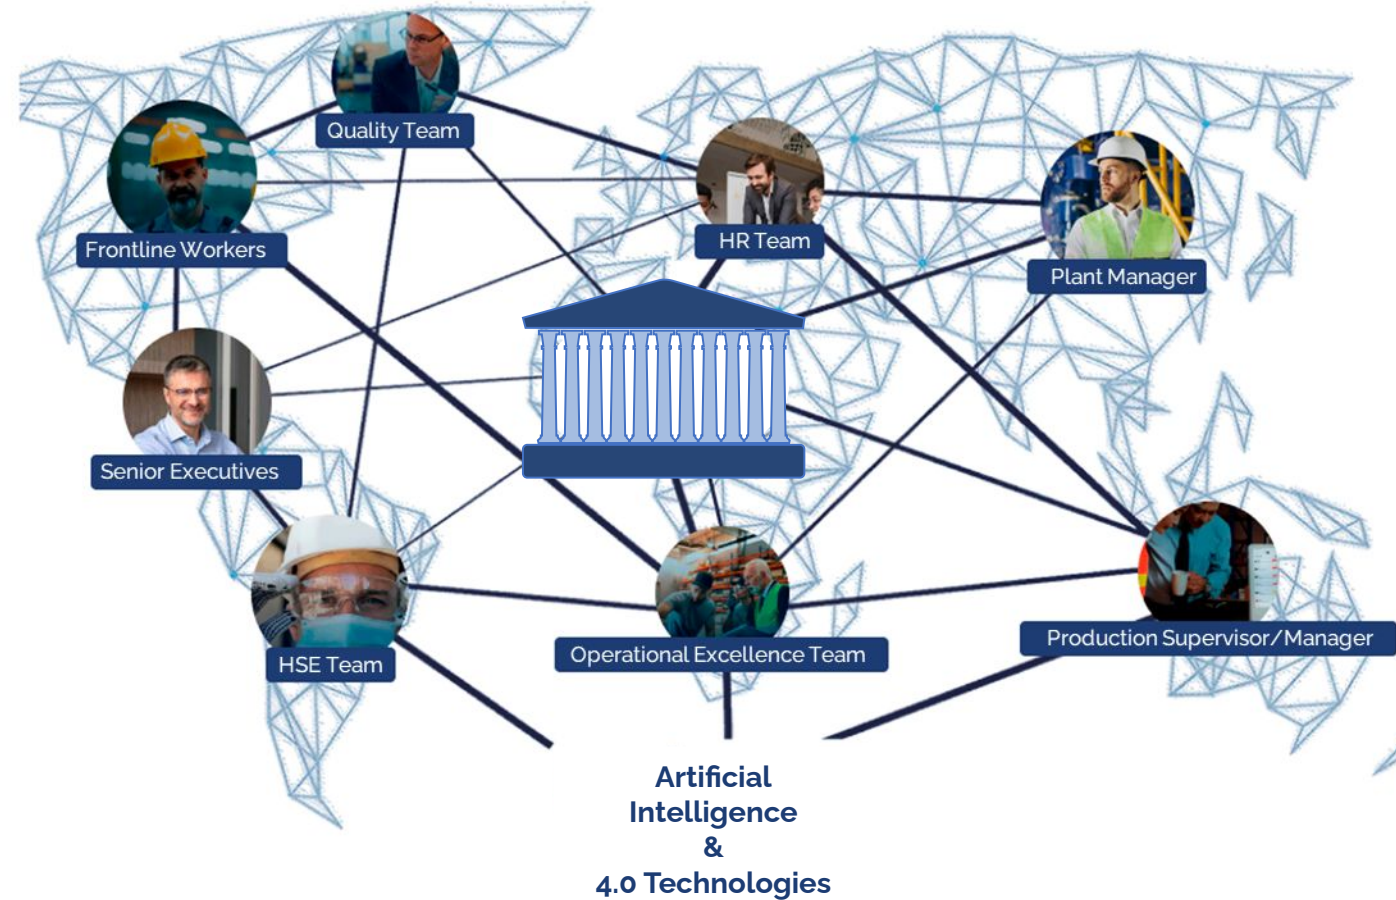 Quality Team
Frontline Workers
HR Team
Plant Manager
Senior Executives
HSE Team
Operational Excellence Team
Production Supervisor/Manager
Artificial
Intelligence
&
4.0 Technologies